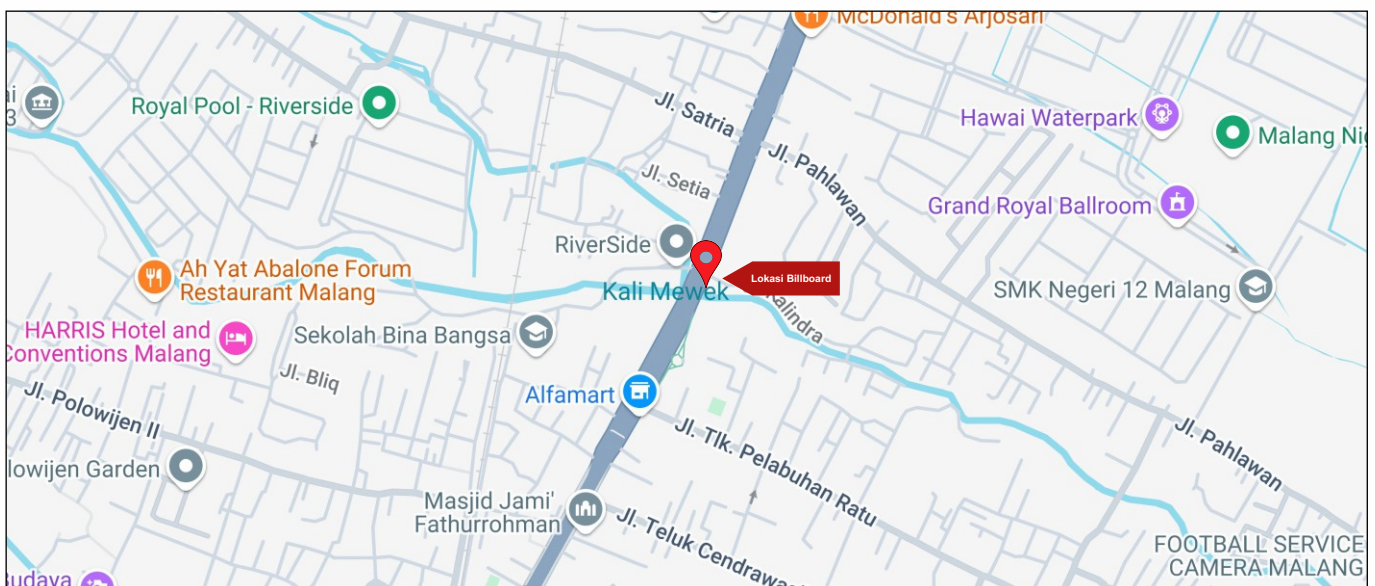 McDonald's Arjosari
Jl. Satria
Royal Pool - Riverside
Hawai Waterpark
Malang
Jl. Pahlawan
Jl. Setia
Grand Royal Ballroom
RiverSide
Ah Yat Abalone Forum
Restaurant Malang
Lokasi Billboard
Kali Mewek
SMK Negeri 12 Malang
Kalindra
HARRIS Hotel and
Conventions Malang
Sekolah Bina Bangsa
Jl. Bliq
Alfamart
Jl. Polowijen II
Jl. Tlk. Pelabuhan Ratu
Jl. Pahlawan
lowijen Garden
Masjid Jami'
Fathurrohman
Jl. Teluk Cendrawas
FOOTBALL SERVICE
CAMERA MALANG
udaya